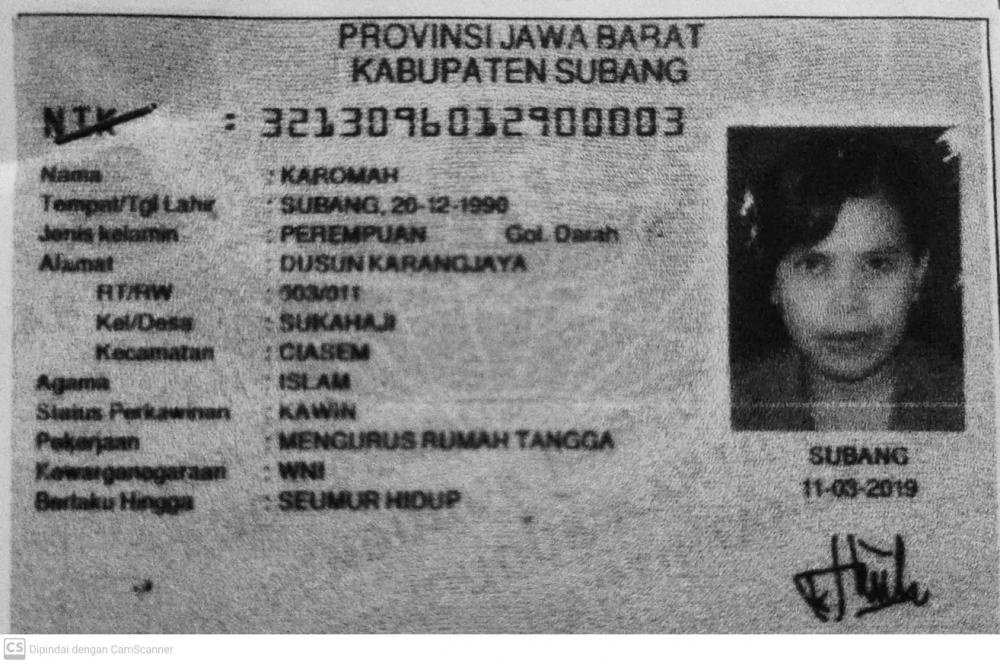 PROVINSI JAWA BARAT
KABUPATEN SUBANG
NIK : 3213096012900003
Nama : KAROMAH
Tempat/Tgl Lahir : SUBANG, 20-12-1990
Jenis kelamin : PEREMPUAN Gol. Darah :
Alamat : DUSUN KARANGJAYA
RT/RW : 003/011
Kel/Desa : SUKAHAJI
Kecamatan : CIASEM
Agama : ISLAM
Status Perkawinan : KAWIN
Pekerjaan : MENGURUS RUMAH TANGGA
Kewarganegaraan : WNI
Berlaku Hingga : SEUMUR HIDUP
SUBANG
11-03-2019
CS Dipindai dengan CamScanner